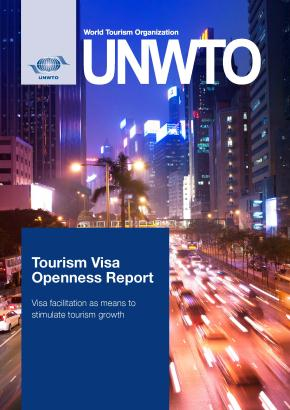 World Tourism Organization
UNWTO
UNWTO
Tourism Visa
Openness Report
Visa facilitation as means to
stimulate tourism growth